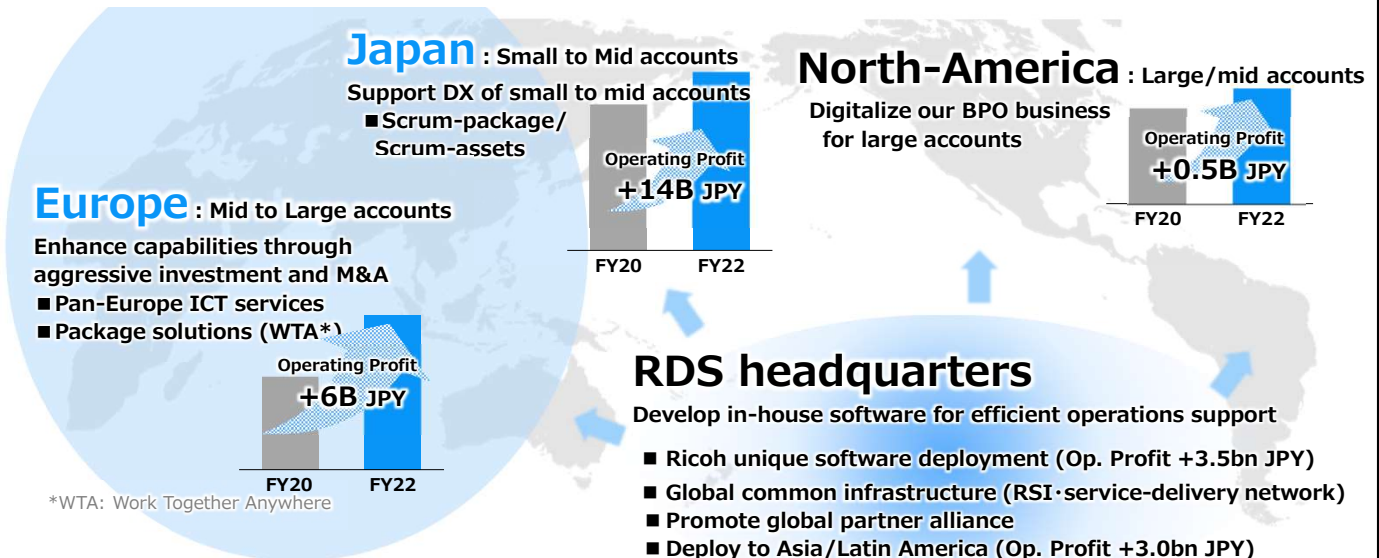 Japan : Small to Mid accounts
Support DX of small to mid accounts
■Scrum-package/
Scrum-assets
Operating Profit
+14B JPY
FY20 FY22
North-America : Large/mid accounts
Digitalize our BPO business
for large accounts
Operating Profit
+0.5B JPY
FY20 FY22
Europe : Mid to Large accounts
Enhance capabilities through
aggressive investment and M&A
■Pan-Europe ICT services
■Package solutions (WTA*)
Operating Profit
+6B JPY
FY20 FY22
*WTA: Work Together Anywhere
RDS headquarters
Develop in-house software for efficient operations support
■ Ricoh unique software deployment (Op. Profit +3.5bn JPY)
■ Global common infrastructure (RSI･service-delivery network)
■ Promote global partner alliance
■ Deploy to Asia/Latin America (Op. Profit +3.0bn JPY)